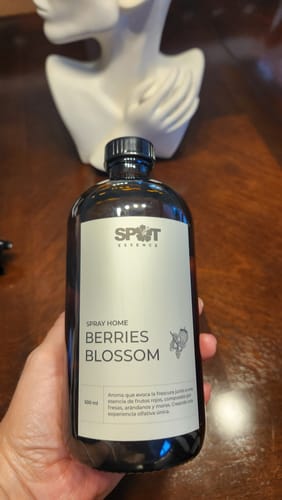 SPOT
ESSENCE
SPRAY HOME
BERRIES
BLOSSOM
500 ml
Aroma que evoca la frescura junto a una
esencia de frutos rojos, compuesto por
fresas, arándanos y moras. Creando una
experiencia olfativa única.